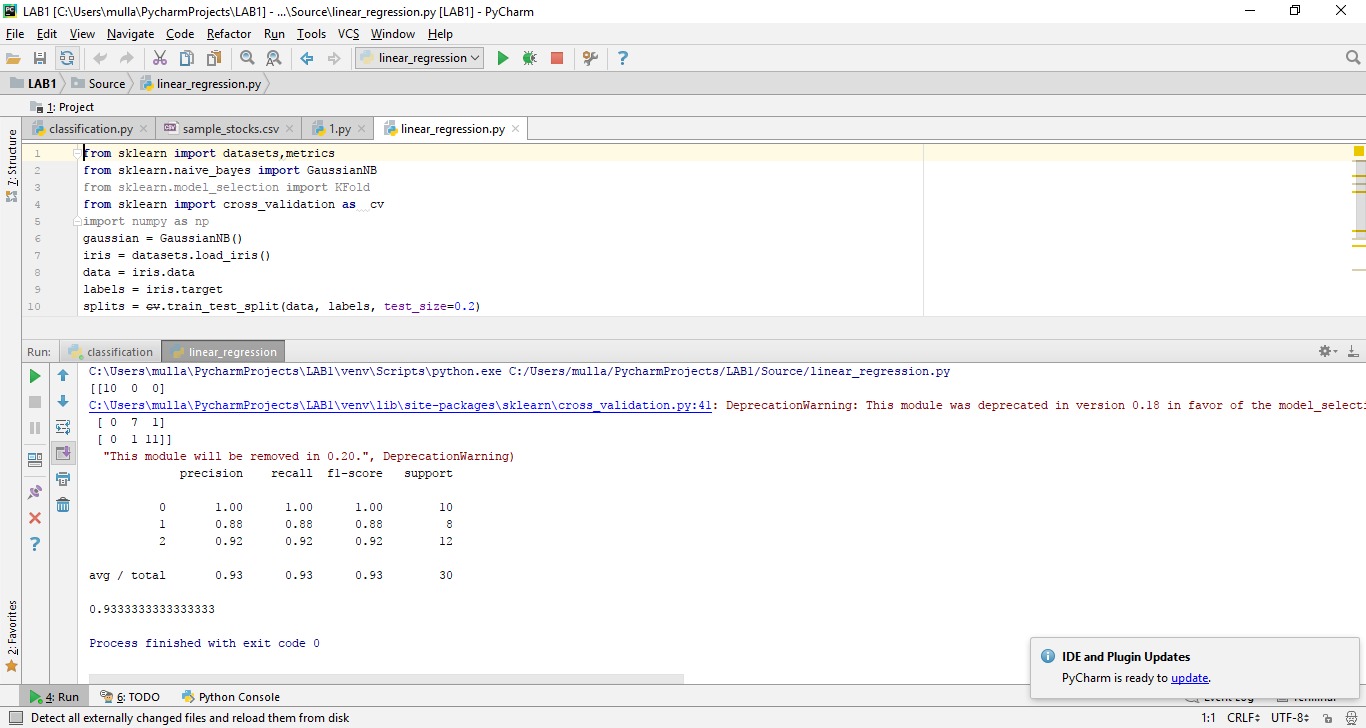 LAB1 [C:\Users\mulla\PycharmProjects\LAB1] - ...\Source\linear_regression.py [LAB1] - PyCharm
File Edit View Navigate Code Refactor Run Tools VCS Window Help
linear_regression
LAB1 Source linear_regression.py
1: Project
classification.py sample_stocks.csv 1.py linear_regression.py
7: Structure
1 from sklearn import datasets,metrics
2 from sklearn.naive_bayes import GaussianNB
3 from sklearn.model_selection import KFold
4 from sklearn import cross_validation as  cv
5 import numpy as np
6 gaussian = GaussianNB()
7 iris = datasets.load_iris()
8 data = iris.data
9 labels = iris.target
10 splits = cv.train_test_split(data, labels, test_size=0.2)
Run: classification linear_regression
C:\Users\mulla\PycharmProjects\LAB1\venv\Scripts\python.exe C:/Users/mulla/PycharmProjects/LAB1/Source/linear_regression.py
[[10  0  0]
C:\Users\mulla\PycharmProjects\LAB1\venv\lib\site-packages\sklearn\cross_validation.py:41: DeprecationWarning: This module was deprecated in version 0.18 in favor of the model_selecti
[ 0  7  1]
[ 0  1 11]]
"This module will be removed in 0.20.", DeprecationWarning)
precision recall f1-score support
0 1.00 1.00 1.00 10
1 0.88 0.88 0.88 8
2 0.92 0.92 0.92 12
avg / total 0.93 0.93 0.93 30
0.9333333333333333
Process finished with exit code 0
2: Favorites
IDE and Plugin Updates
PyCharm is ready to update.
4: Run 6: TODO Python Console Event Log Terminal
Detect all externally changed files and reload them from disk 1:1 CRLF UTF-8